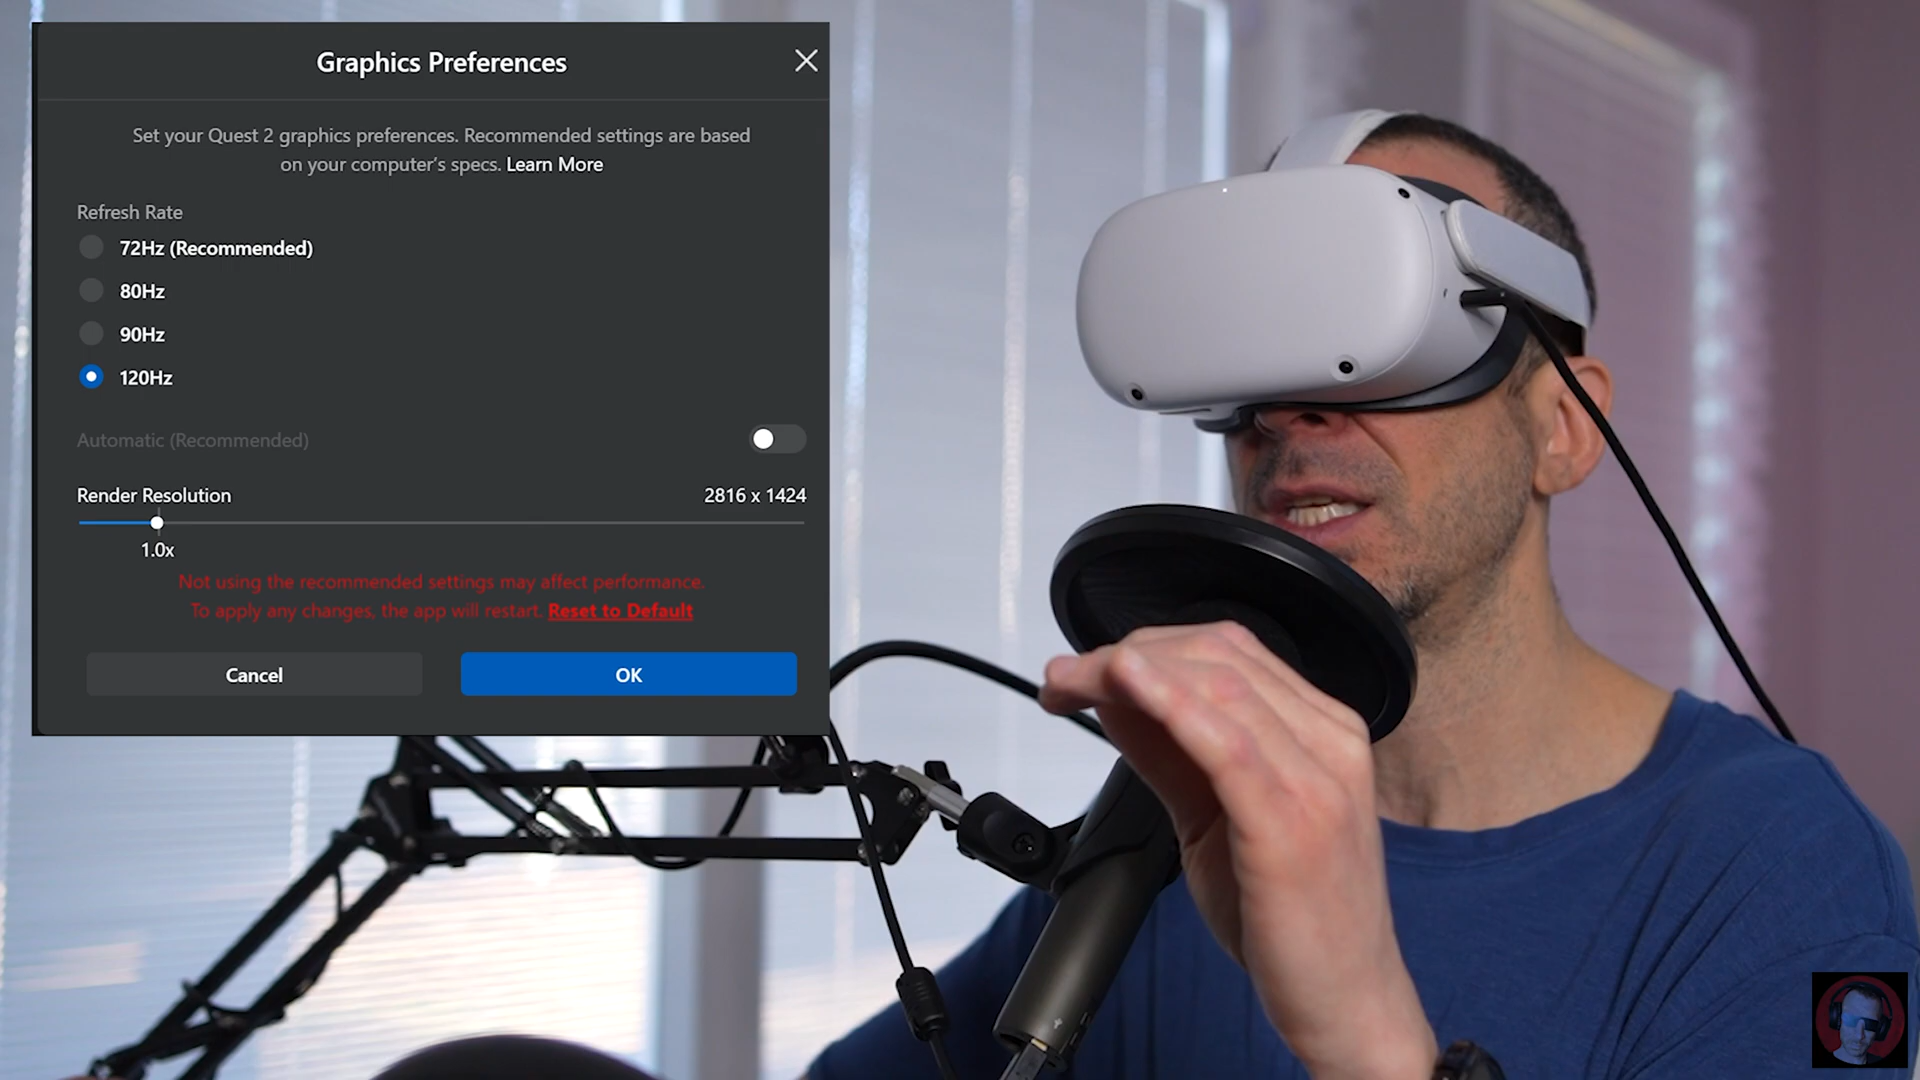 Graphics Preferences
Set your Quest 2 graphics preferences. Recommended settings are based
on your computer's specs. Learn More
Refresh Rate
72Hz (Recommended)
80Hz
90Hz
120Hz
Automatic (Recommended)
Render Resolution 2816 x 1424
1.0x
Not using the recommended settings may affect performance.
To apply any changes, the app will restart. Reset to Default
Cancel OK